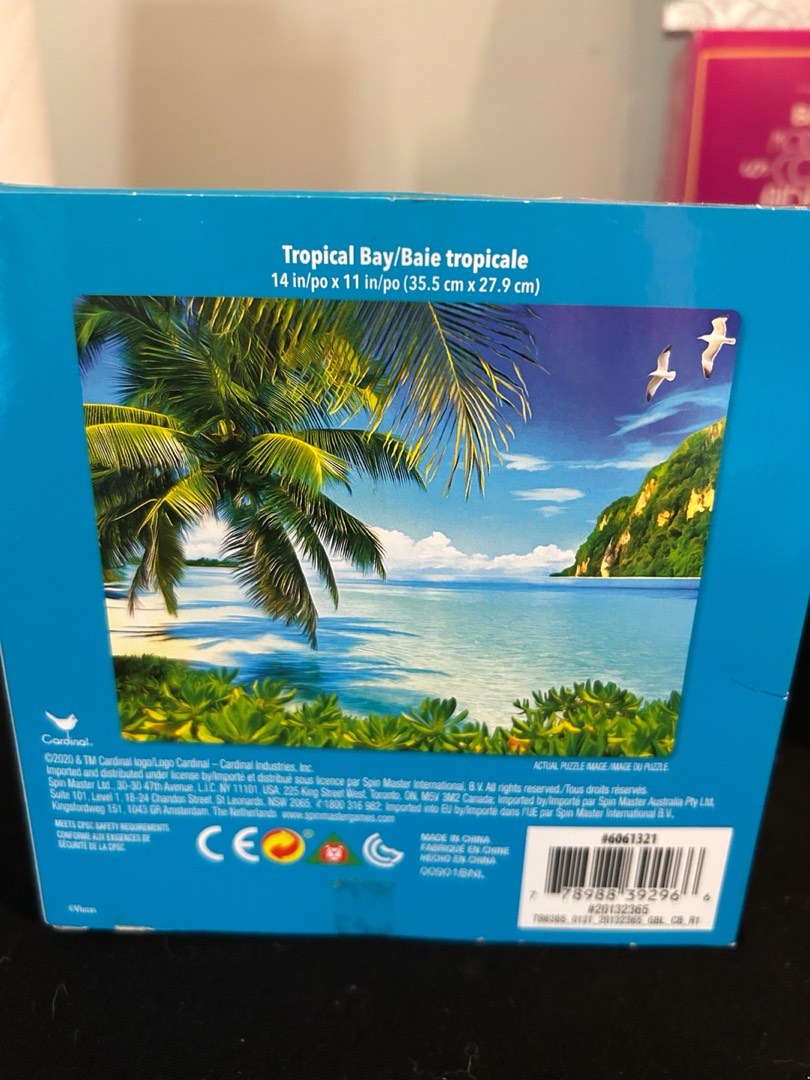 Tropical Bay/Baie tropicale
14 in/po x 11 in/po (35.5 cm x 27.9 cm)
Cardinal™
ACTUAL PUZZLE IMAGE./IMAGE DU PUZZLE.
©2020 & TM Cardinal logo/Logo Cardinal – Cardinal Industries, Inc.
Imported and distributed under license by/Importé et distribué sous licence par Spin Master International, B.V. All rights reserved./Tous droits réservés.
Spin Master Ltd., 30-30 47th Avenue, L.I.C. NY 11101, USA. 225 King Street West, Toronto, ON, M5V 3M2 Canada; Imported by/Importé par Spin Master Australia Pty Ltd,
Suite 101, Level 1, 18-24 Chandos Street, St Leonards, NSW 2065, 1800 316 982; Imported into EU by/Importé dans l'UE par Spin Master International B.V.,
Kingsfordweg 151, 1043 GR Amsterdam, The Netherlands www.spinmastergames.com
MEETS CPSC SAFETY REQUIREMENTS
CONFORME AUX EXIGENCES DE
SÉCURITÉ DE LA CPSC
CE
MADE IN CHINA
FABRIQUÉ EN CHINE
HECHO EN CHINA
00901BNL
#6061321
7 78988 39296 6
#20132365
©Vivus